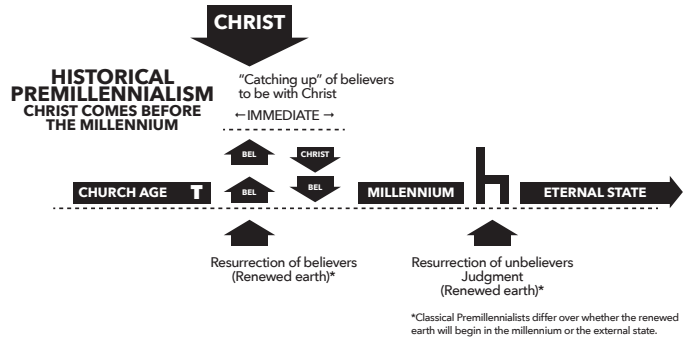 CHRIST
HISTORICAL
PREMILLENNIALISM
CHRIST COMES BEFORE
THE MILLENNIUM
“Catching up” of believers
to be with Christ
←IMMEDIATE →
BEL
CHRIST
CHURCH AGE T
BEL
BEL
MILLENNIUM
ETERNAL STATE
Resurrection of believers
(Renewed earth)*
Resurrection of unbelievers
Judgment
(Renewed earth)*
*Classical Premillennialists differ over whether the renewed
earth will begin in the millennium or the external state.